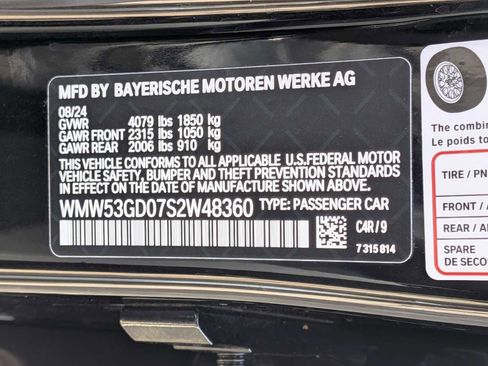 MFD BY BAYERISCHE MOTOREN WERKE AG
08/24
GVWR 4079 lbs 1850 kg
GAWR FRONT 2315 lbs 1050 kg
GAWR REAR 2006 lbs 910 kg
THIS VEHICLE CONFORMS TO ALL APPLICABLE U.S.FEDERAL MOTOR
VEHICLE SAFETY, BUMPER AND THEFT PREVENTION STANDARDS
IN EFFECT ON THE DATE OF MANUFACTURE SHOWN ABOVE.
WMW53GD07S2W48360 TYPE: PASSENGER CAR
C4R/9
7 315 814
The combin
Le poids to
TIRE / PN
FRONT /
REAR /
SPARE
DE SECO